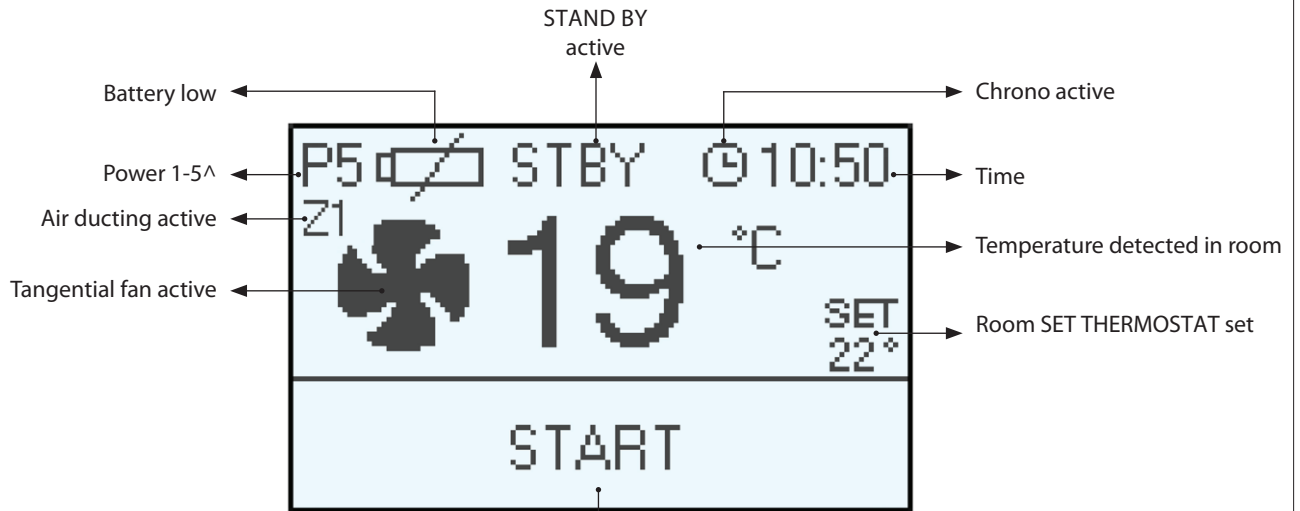 STAND BY
active
Battery low
Chrono active
P5 STBY 10:50
Power 1-5^
Time
Air ducting active
Z1
19 °C
Temperature detected in room
Tangential fan active
SET
22°
Room SET THERMOSTAT set
START